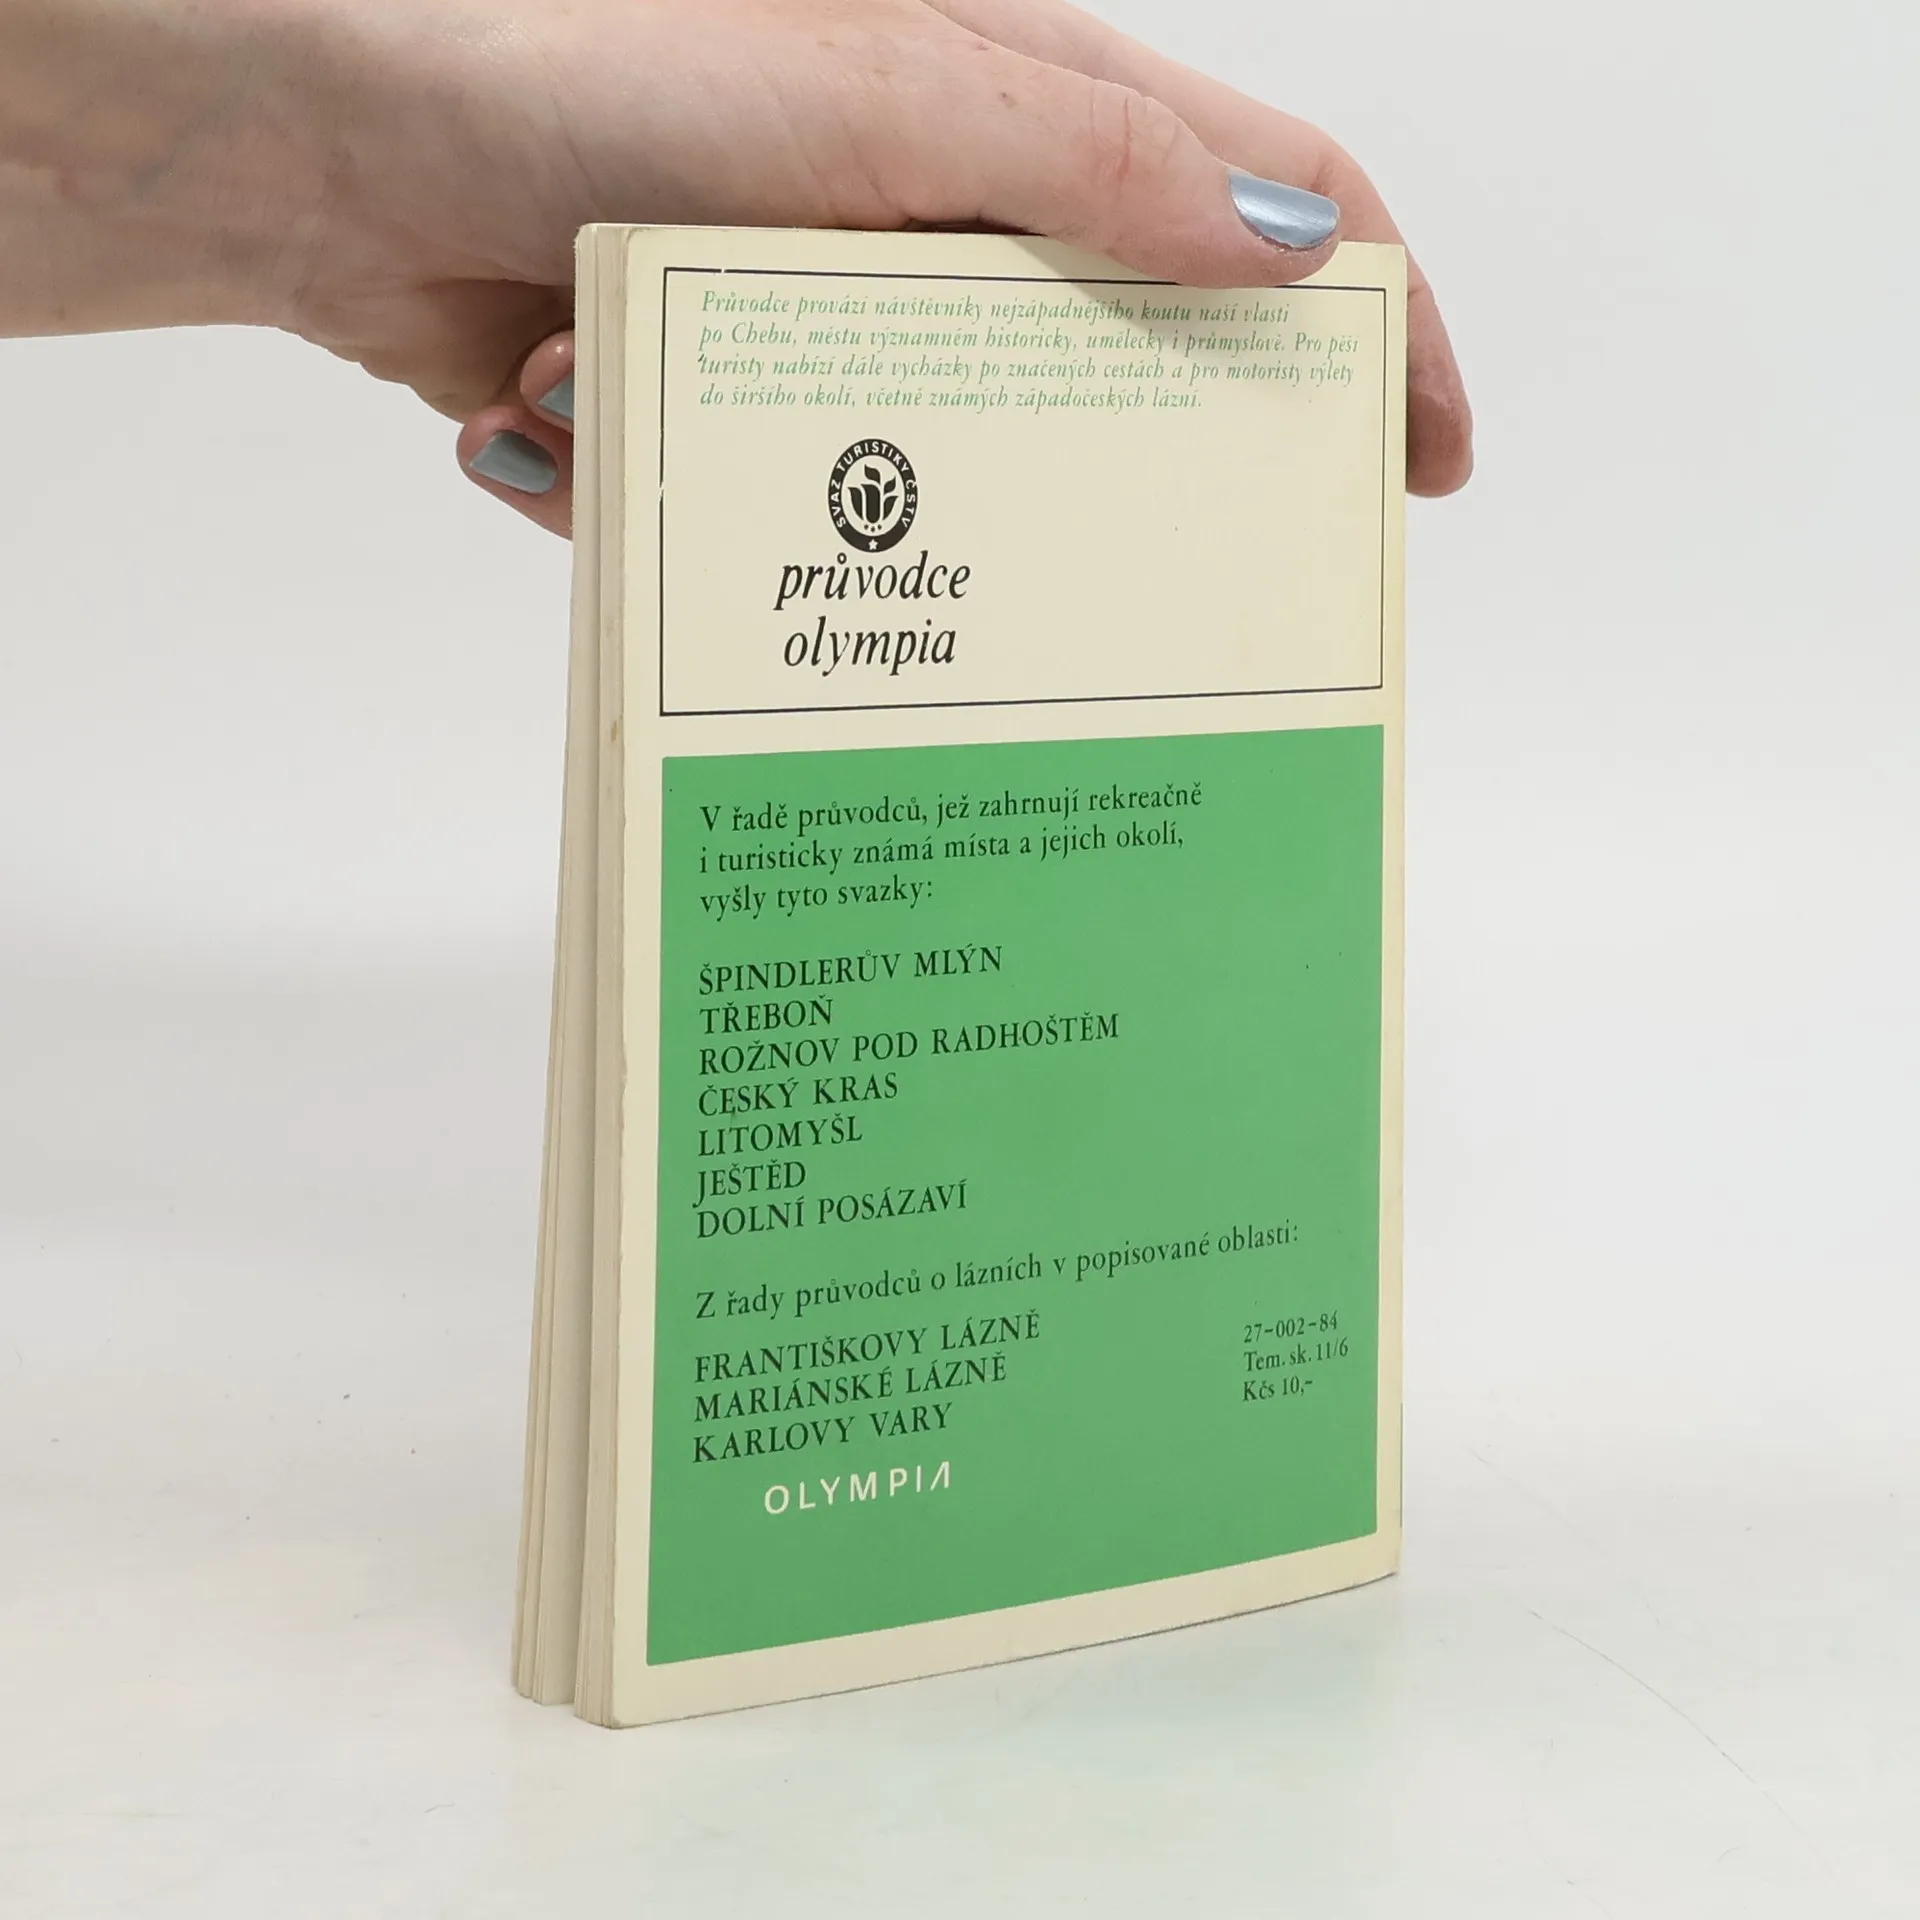 Průvodce provází návštěvníky nejzápadnějšího koutu naší vlasti
po Chebu, městu významném historicky, umělecky i průmyslově. Pro pěší
turisty nabízí dále vycházky po značených cestách a pro motoristy výlety
do širšího okolí, včetně známých západočeských lázní.
SVAZ TURISTIKY ČSTV
průvodce
olympia
V řadě průvodců, jež zahrnují rekreačně
i turisticky známá místa a jejich okolí,
vyšly tyto svazky:
ŠPINDLERŮV MLÝN
TŘEBOŇ
ROŽNOV POD RADHOŠTĚM
ČESKÝ KRAS
LITOMYŠL
JEŠTĚD
DOLNÍ POSÁZAVÍ
Z řady průvodců o lázních v popisované oblasti:
FRANTIŠKOVY LÁZNĚ
MARIÁNSKÉ LÁZNĚ
KARLOVY VARY
27-002-84
Tem. sk. 11/6
Kčs 10,-
OLYMPIA